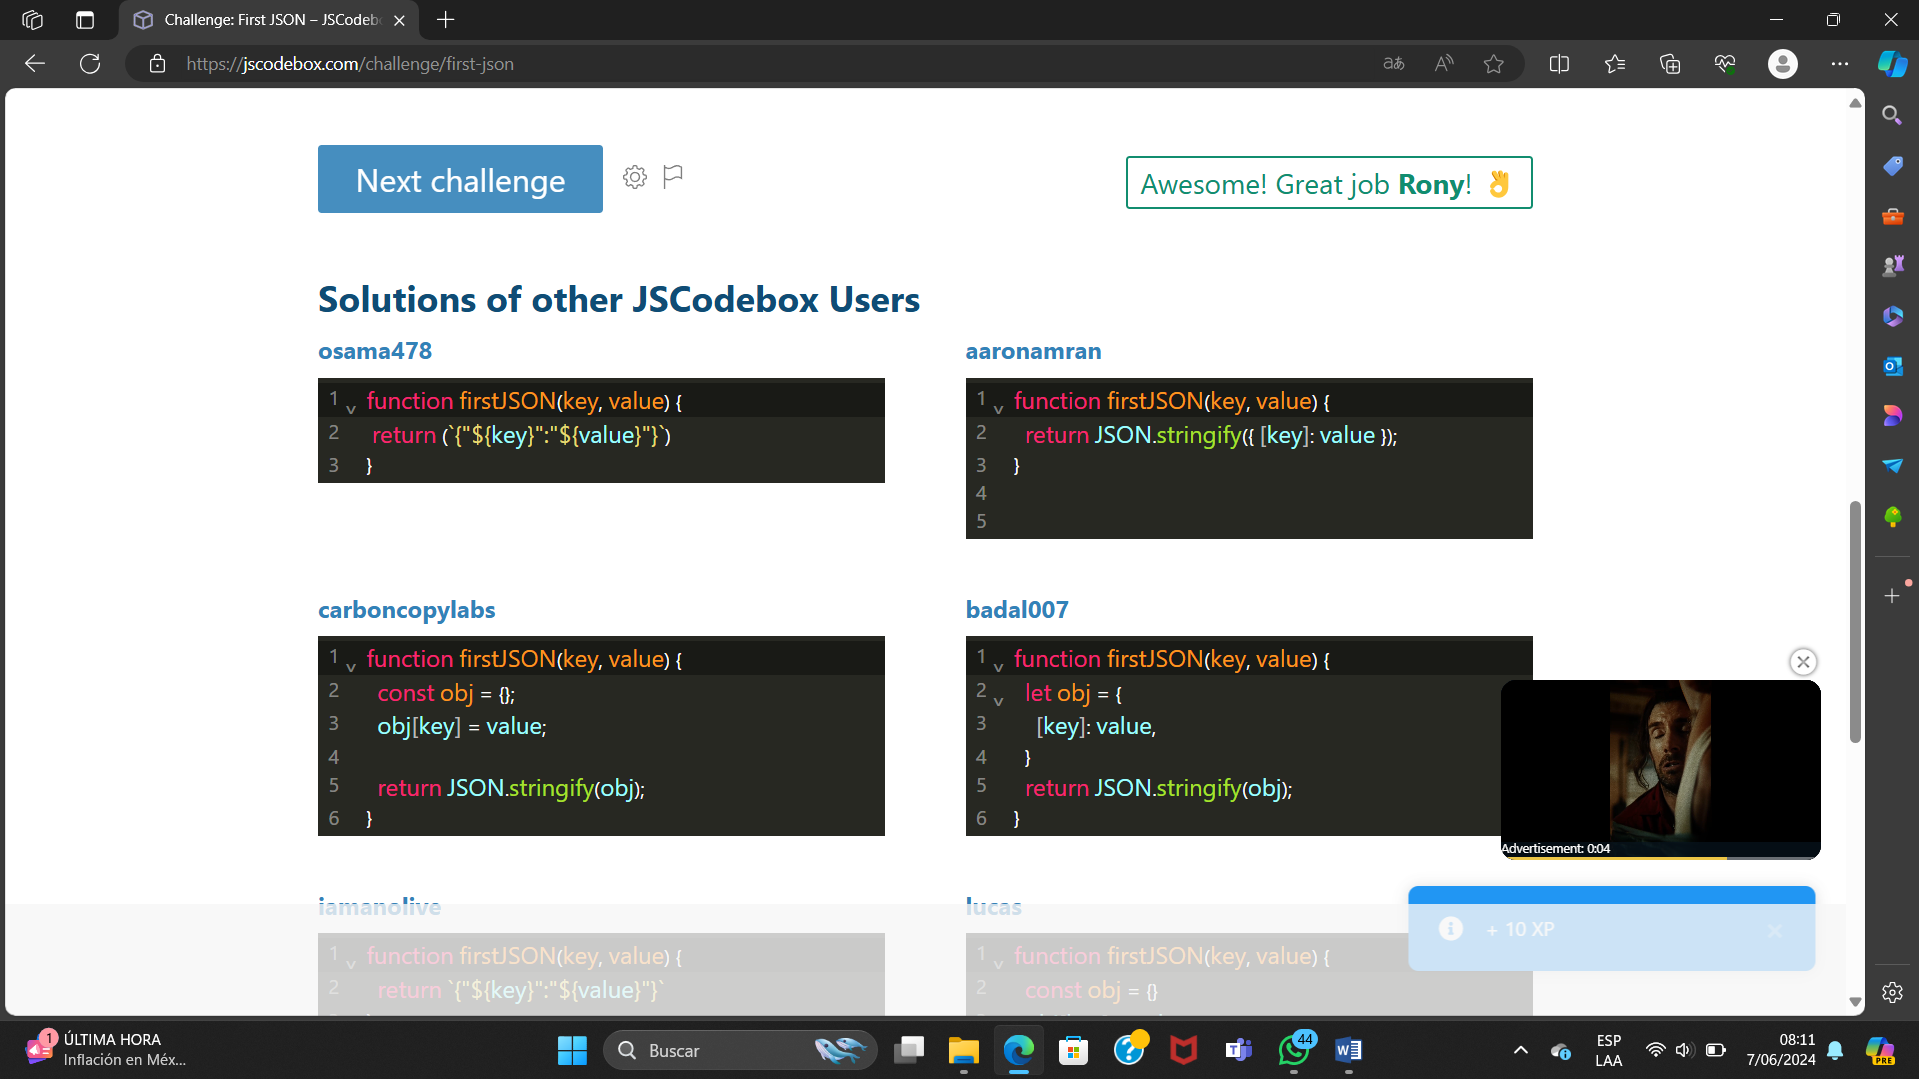 Challenge: First JSON – JSCodeb
https://jscodebox.com/challenge/first-json
Next challenge
Awesome! Great job Rony! 👌
Solutions of other JSCodebox Users
osama478
1 function firstJSON(key, value) {
2 return (`{"${key}":"${value}"}`)
3 }
aaronamran
1 function firstJSON(key, value) {
2 return JSON.stringify({ [key]: value });
3 }
4
5
carboncopylabs
1 function firstJSON(key, value) {
2 const obj = {};
3 obj[key] = value;
4
5 return JSON.stringify(obj);
6 }
badal007
1 function firstJSON(key, value) {
2 let obj = {
3 [key]: value,
4 }
5 return JSON.stringify(obj);
6 }
Advertisement: 0:04
iamanolive
1 function firstJSON(key, value) {
2 return `{"${key}":"${value}"}`
lucas
1 function firstJSON(key, value) {
2 const obj = {}
+ 10 XP
1
ÚLTIMA HORA
Inflación en Méx...
Buscar
44
ESP
LAA
08:11
7/06/2024
PRE